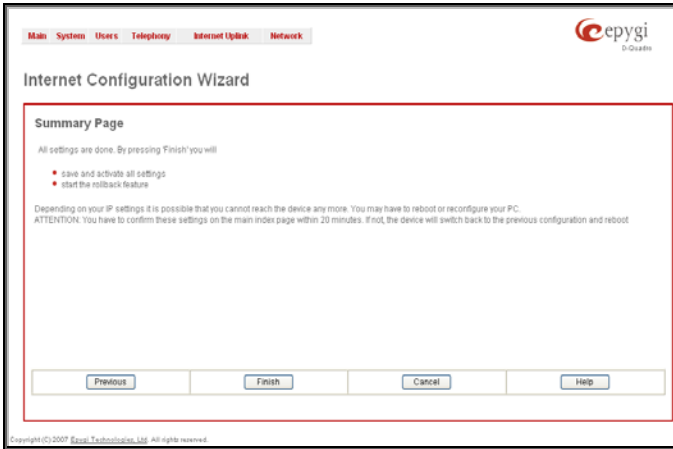 Main System Users Telephony Internet Uplink Network
epygi
D-Quadro
Internet Configuration Wizard
Summary Page
All settings are done. By pressing 'Finish' you will
save and activate all settings
start the rollback feature
Depending on your IP settings it is possible that you cannot reach the device any more. You may have to reboot or reconfigure your PC.
ATTENTION: You have to confirm these settings on the main index page within 20 minutes. If not, the device will switch back to the previous configuration and reboot
Previous Finish Cancel Help
Copyright (C) 2007 Epygi Technologies, Ltd. All rights reserved.